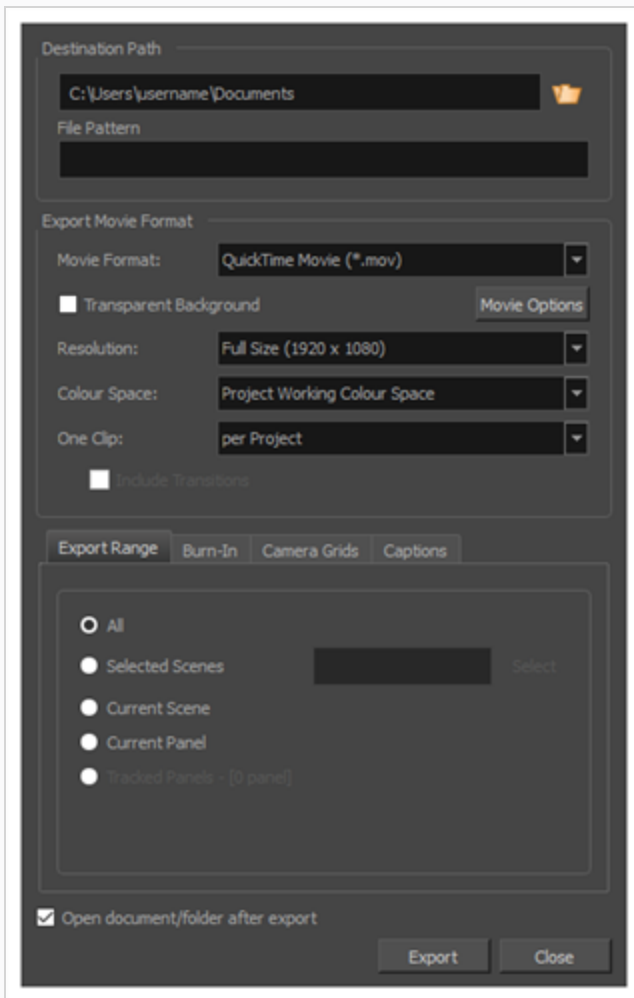 Destination Path
C:\Users\username\Documents
File Pattern
Export Movie Format
Movie Format: QuickTime Movie (*.mov)
Transparent Background Movie Options
Resolution: Full Size (1920 x 1080)
Colour Space: Project Working Colour Space
One Clip: per Project
Include Transitions
Export Range Burn-In Camera Grids Captions
All
Selected Scenes Select
Current Scene
Current Panel
Tracked Panels - [0 panel]
Open document/folder after export
Export Close